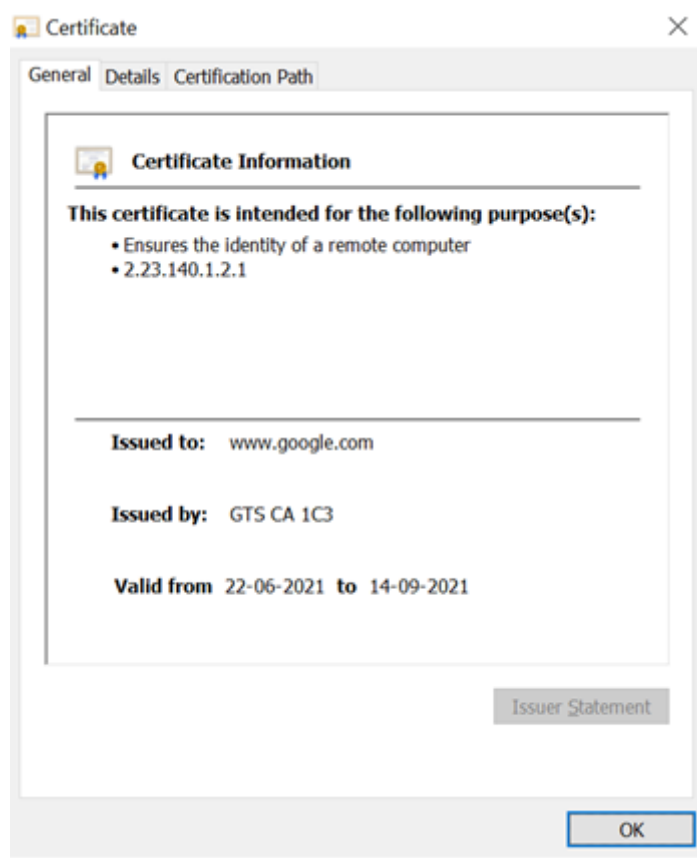 Certificate
General Details Certification Path
Certificate Information
This certificate is intended for the following purpose(s):
• Ensures the identity of a remote computer
• 2.23.140.1.2.1
Issued to: www.google.com
Issued by: GTS CA 1C3
Valid from 22-06-2021 to 14-09-2021
Issuer Statement
OK